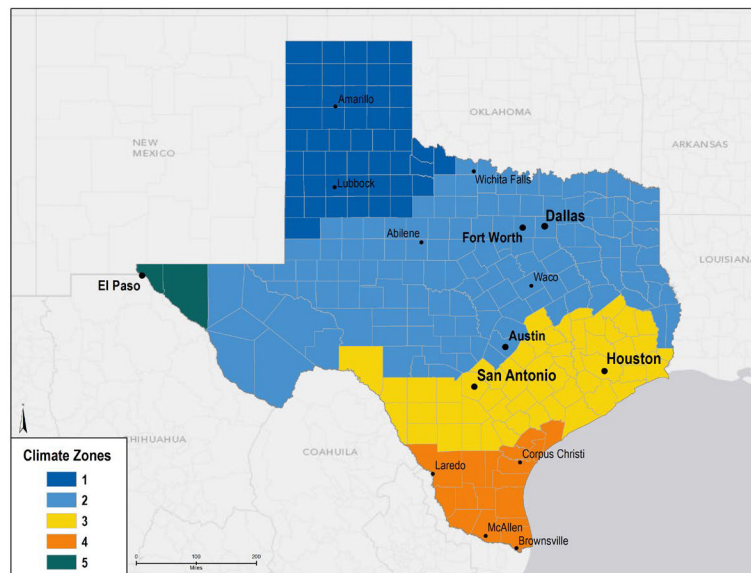 Amarillo
OKLAHOMA
NEW
MEXICO
ARKANSAS
Lubbock
Wichita Falls
Dallas
Fort Worth
Abilene
LOUISIANA
El Paso
Waco
Austin
Houston
San Antonio
CHIHUAHUA
COAHUILA
Corpus Christi
Laredo
McAllen
Brownsville
Climate Zones
1
2
3
4
5
0 100 200
Miles